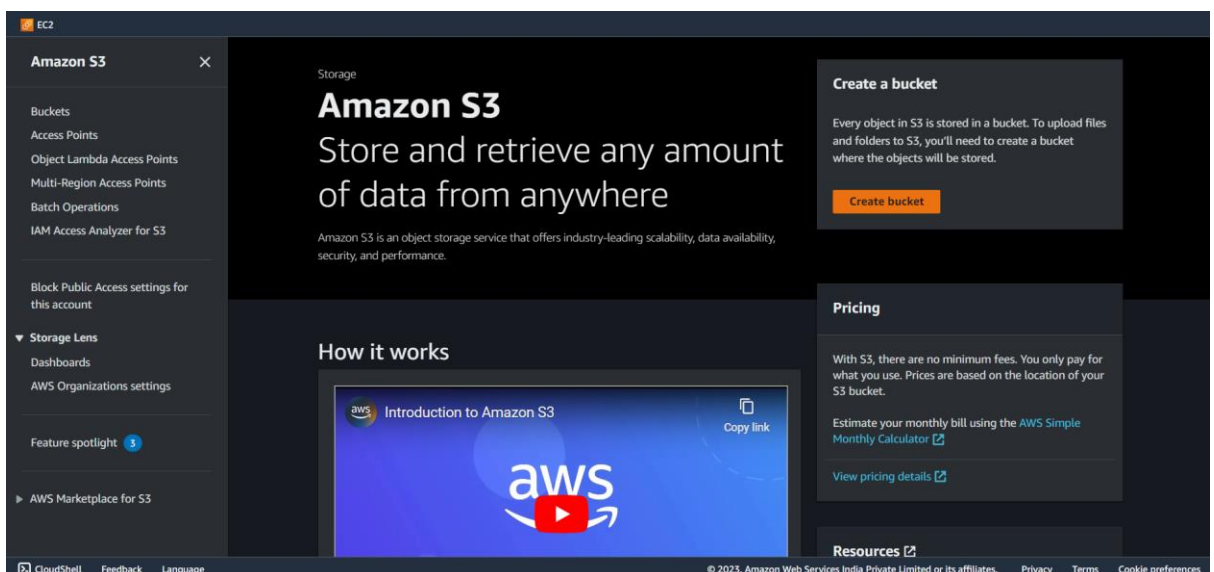 EC2
Amazon S3
Buckets
Access Points
Object Lambda Access Points
Multi-Region Access Points
Batch Operations
IAM Access Analyzer for S3
Block Public Access settings for
this account
Storage Lens
Dashboards
AWS Organizations settings
Feature spotlight 3
AWS Marketplace for S3
Storage
Amazon S3
Store and retrieve any amount
of data from anywhere
Amazon S3 is an object storage service that offers industry-leading scalability, data availability,
security, and performance.
How it works
aws Introduction to Amazon S3
Copy link
aws
Create a bucket
Every object in S3 is stored in a bucket. To upload files
and folders to S3, you'll need to create a bucket
where the objects will be stored.
Create bucket
Pricing
With S3, there are no minimum fees. You only pay for
what you use. Prices are based on the location of your
S3 bucket.
Estimate your monthly bill using the AWS Simple
Monthly Calculator
View pricing details
Resources
CloudShell Feedback Language
© 2023, Amazon Web Services India Private Limited or its affiliates. Privacy Terms Cookie preferences